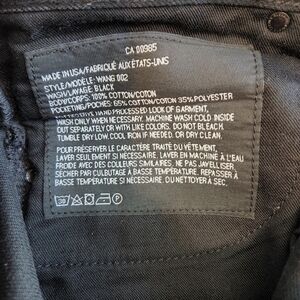 CA 00985
MADE IN USA/FABRIQUÉ AUX ÉTATS-UNIS
STYLE/MODÈLE: WANG 002
WASH/LAVAGE: BLACK
BODY/CORPS: 100% COTTON/COTON
POCKETING/POCHES: 65% COTTON/COTON 35% POLYESTER
HAND PROCESSED LOOK OF GARMENT,
WASH ONLY WHEN NECESSARY. MACHINE WASH COLD INSIDE
OUT SEPARATELY OR WITH LIKE COLORS. DO NOT BLEACH.
TUMBLE DRY LOW. COOL IRON IF NEEDED. OR DRY CLEAN.
POUR PRÉSERVER LE CARACTÈRE TRAITÉ DU VÊTEMENT,
LAVER SEULEMENT SI NÉCESSAIRE. LAVER EN MACHINE À L'EAU
FROIDE AVEC DES COULEURS SIMILAIRES. NE PAS JAVELLISER.
SÉCHER PAR CULBUTAGE À BASSE TEMPÉRATURE. REPASSER À
BASSE TEMPÉRATURE SI NÉCESSAIRE. OU NETTOYER À SEC.